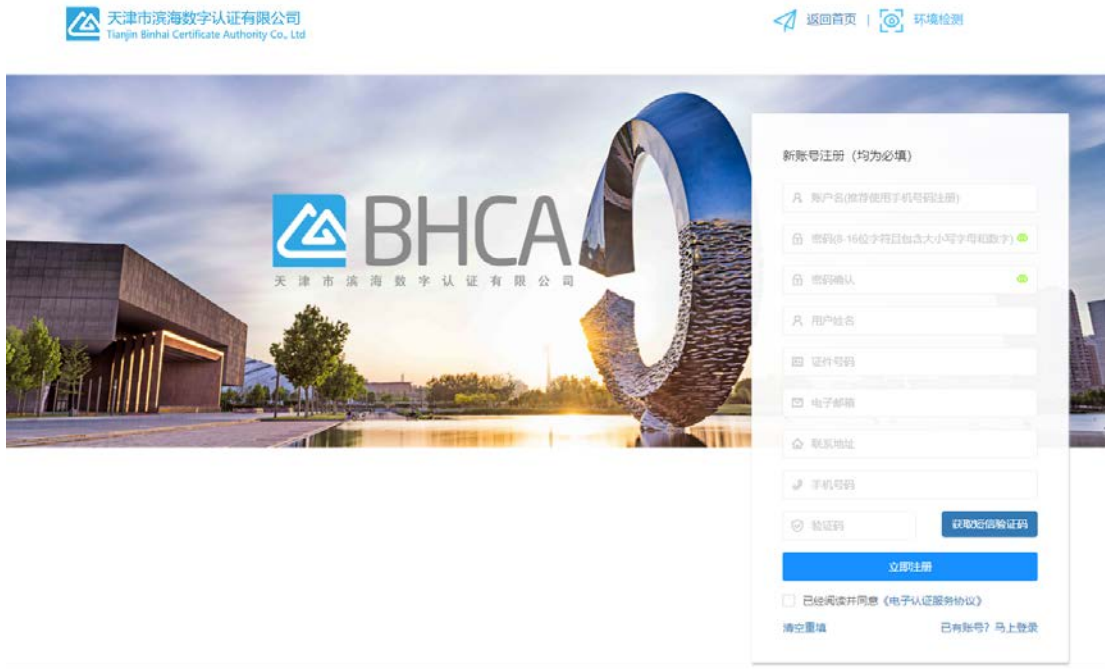 天津市滨海数字认证有限公司
Tianjin Binhai Certificate Authority Co., Ltd
返回首页 | 环境检测
BHCA
天津市滨海数字认证有限公司
新账号注册（均为必填）
账户名(推荐使用手机号码注册)
密码(8-16位字符且包含大小写字母和数字)
密码确认
用户姓名
证件号码
电子邮箱
联系地址
手机号码
验证码 获取短信验证码
立即注册
已经阅读并同意《电子认证服务协议》
清空重填 已有账号？马上登录